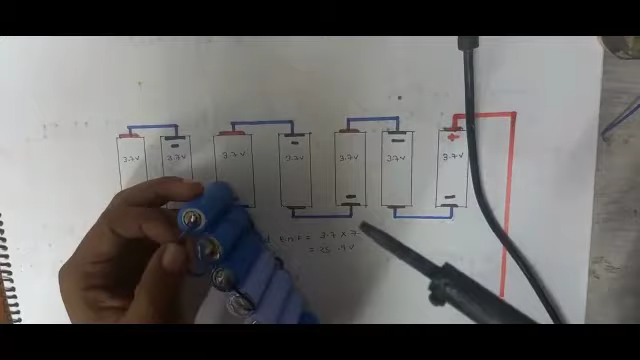 3.7v 3.7v 3.7v 3.7v 3.7v 3.7v 3.7v
+
= 3.7 x 7
= 25.9v